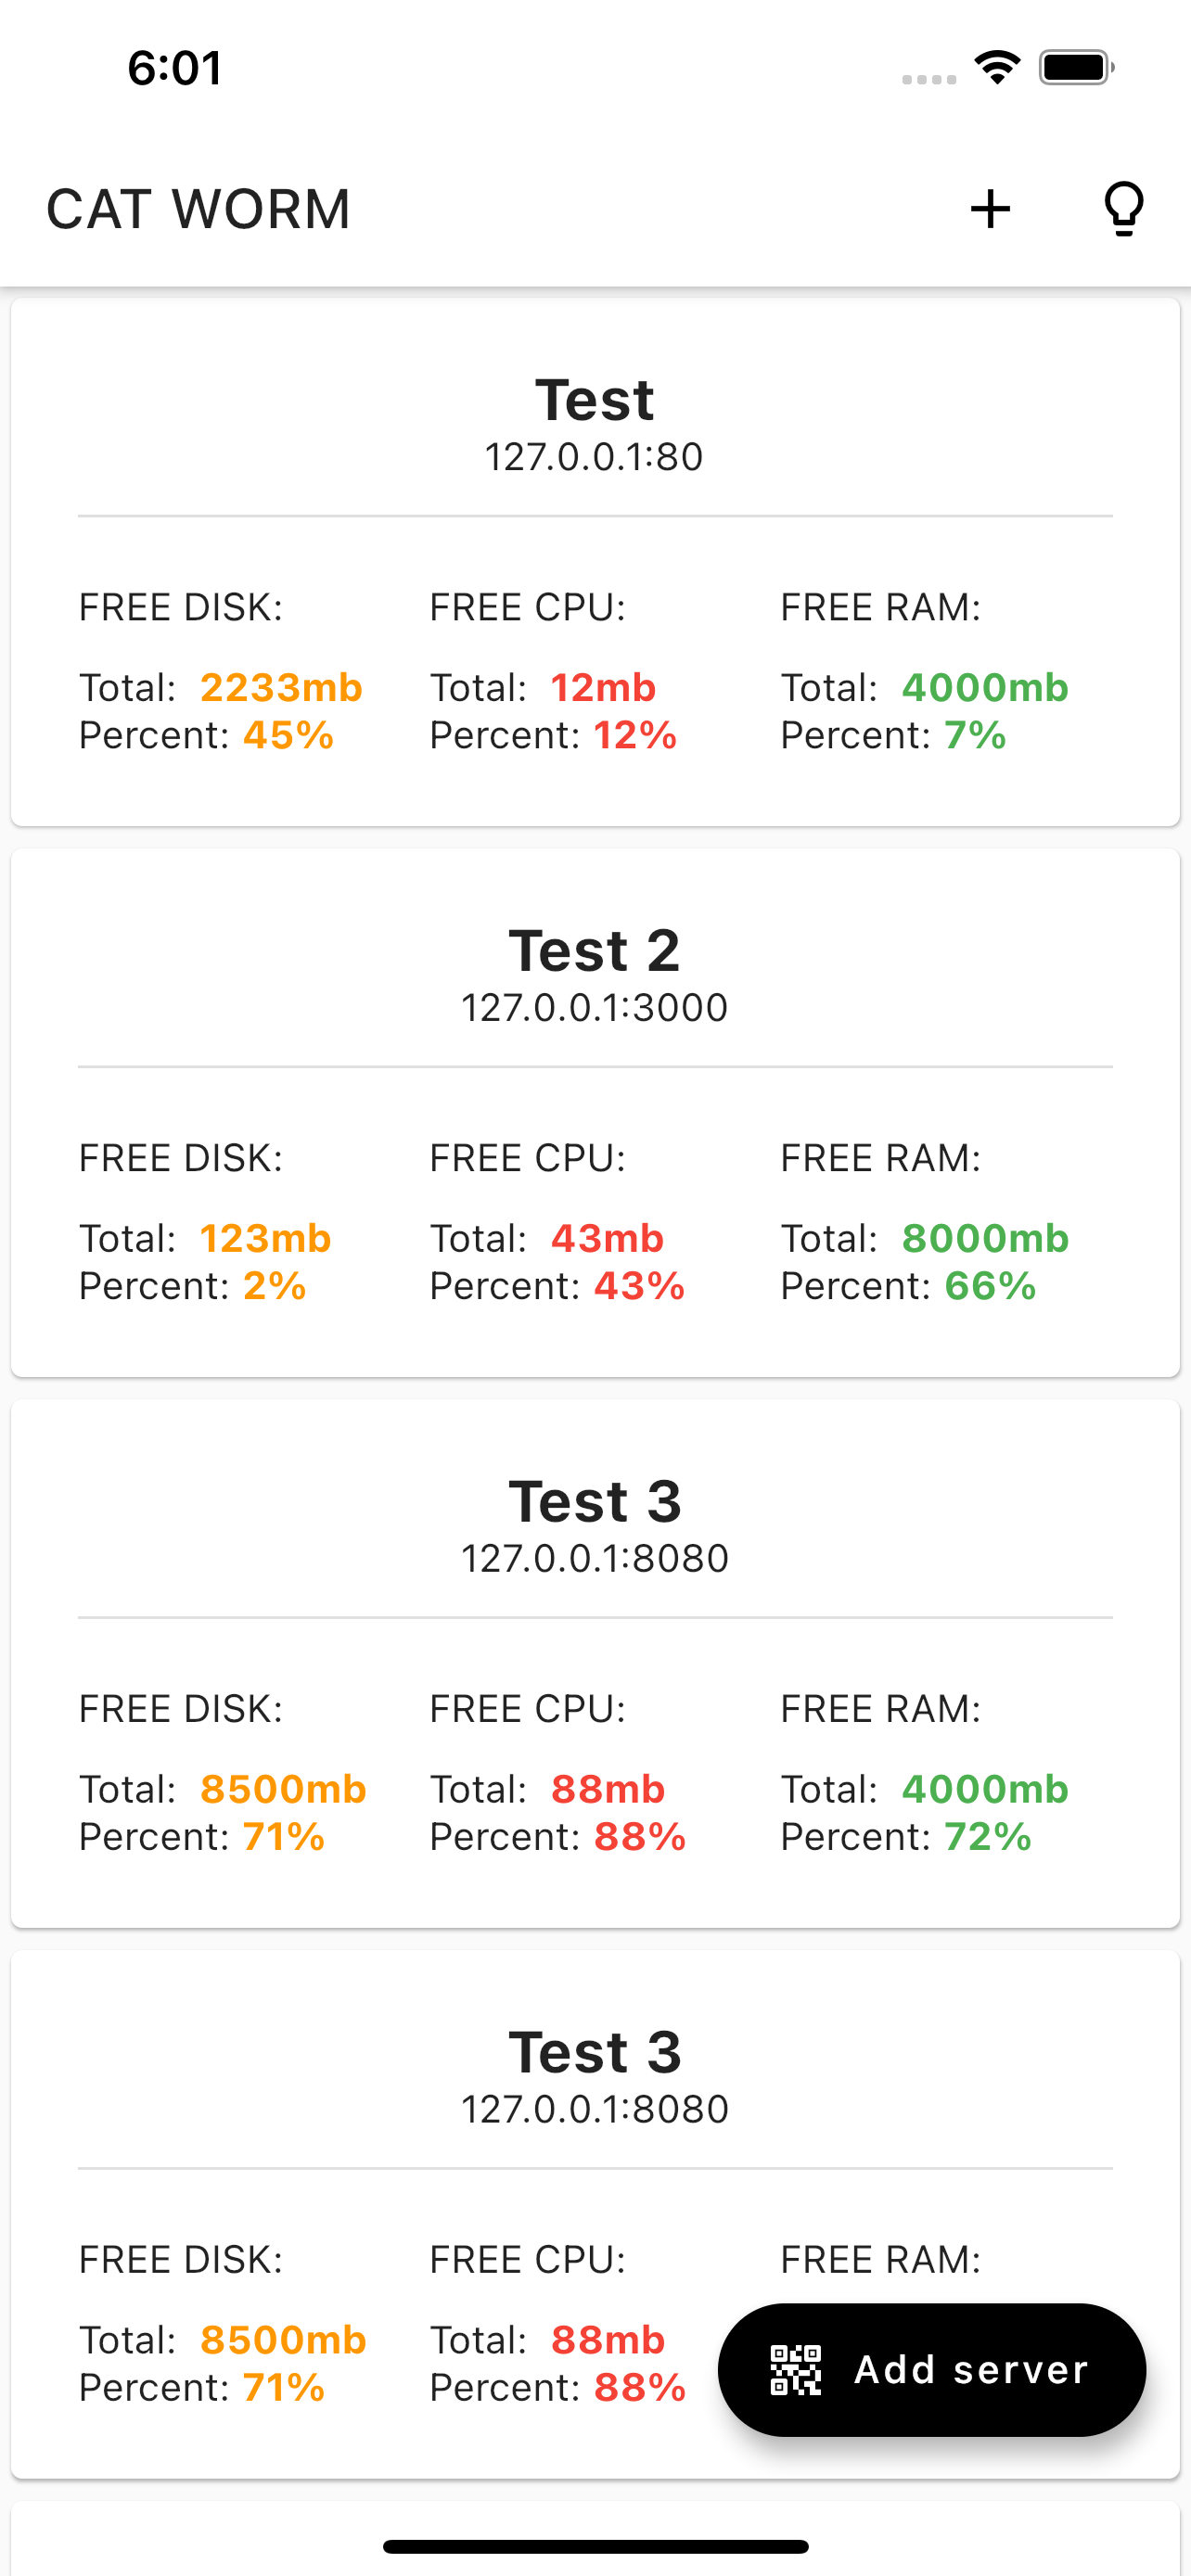 6:01
CAT WORM
Test
127.0.0.1:80
FREE DISK: FREE CPU: FREE RAM:
Total: 2233mb Total: 12mb Total: 4000mb
Percent: 45% Percent: 12% Percent: 7%
Test 2
127.0.0.1:3000
FREE DISK: FREE CPU: FREE RAM:
Total: 123mb Total: 43mb Total: 8000mb
Percent: 2% Percent: 43% Percent: 66%
Test 3
127.0.0.1:8080
FREE DISK: FREE CPU: FREE RAM:
Total: 8500mb Total: 88mb Total: 4000mb
Percent: 71% Percent: 88% Percent: 72%
Test 3
127.0.0.1:8080
FREE DISK: FREE CPU: FREE RAM:
Total: 8500mb Total: 88mb
Percent: 71% Percent: 88%
Add server